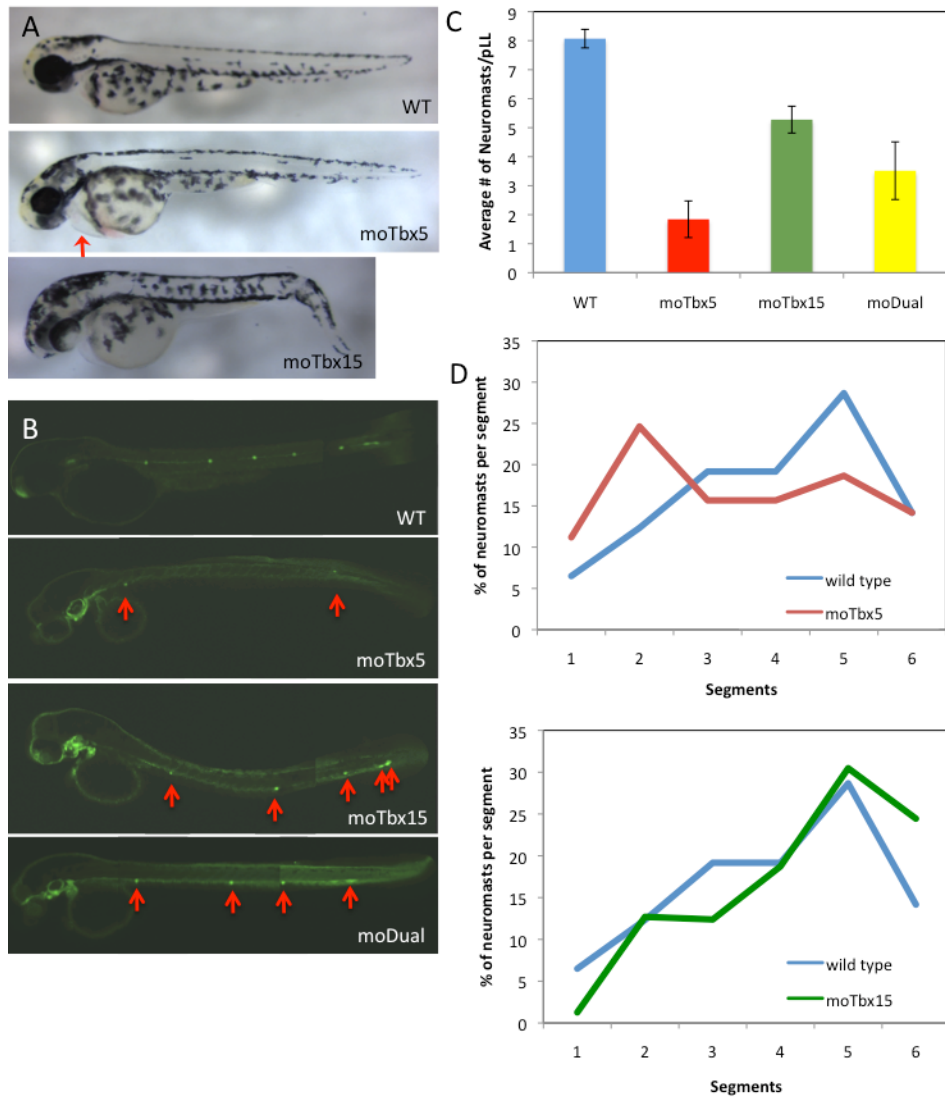 A
WT
moTbx5
moTbx15
B
WT
moTbx5
moTbx15
moDual
C
Average # of Neuromasts/pLL
9
8
7
6
5
4
3
2
1
0
WT moTbx5 moTbx15 moDual
D
% of neuromasts per segment
35
30
25
20
15
10
5
0
wild type
moTbx5
1 2 3 4 5 6
Segments
% of neuromasts per segment
35
30
25
20
15
10
5
0
wild type
moTbx15
1 2 3 4 5 6
Segments